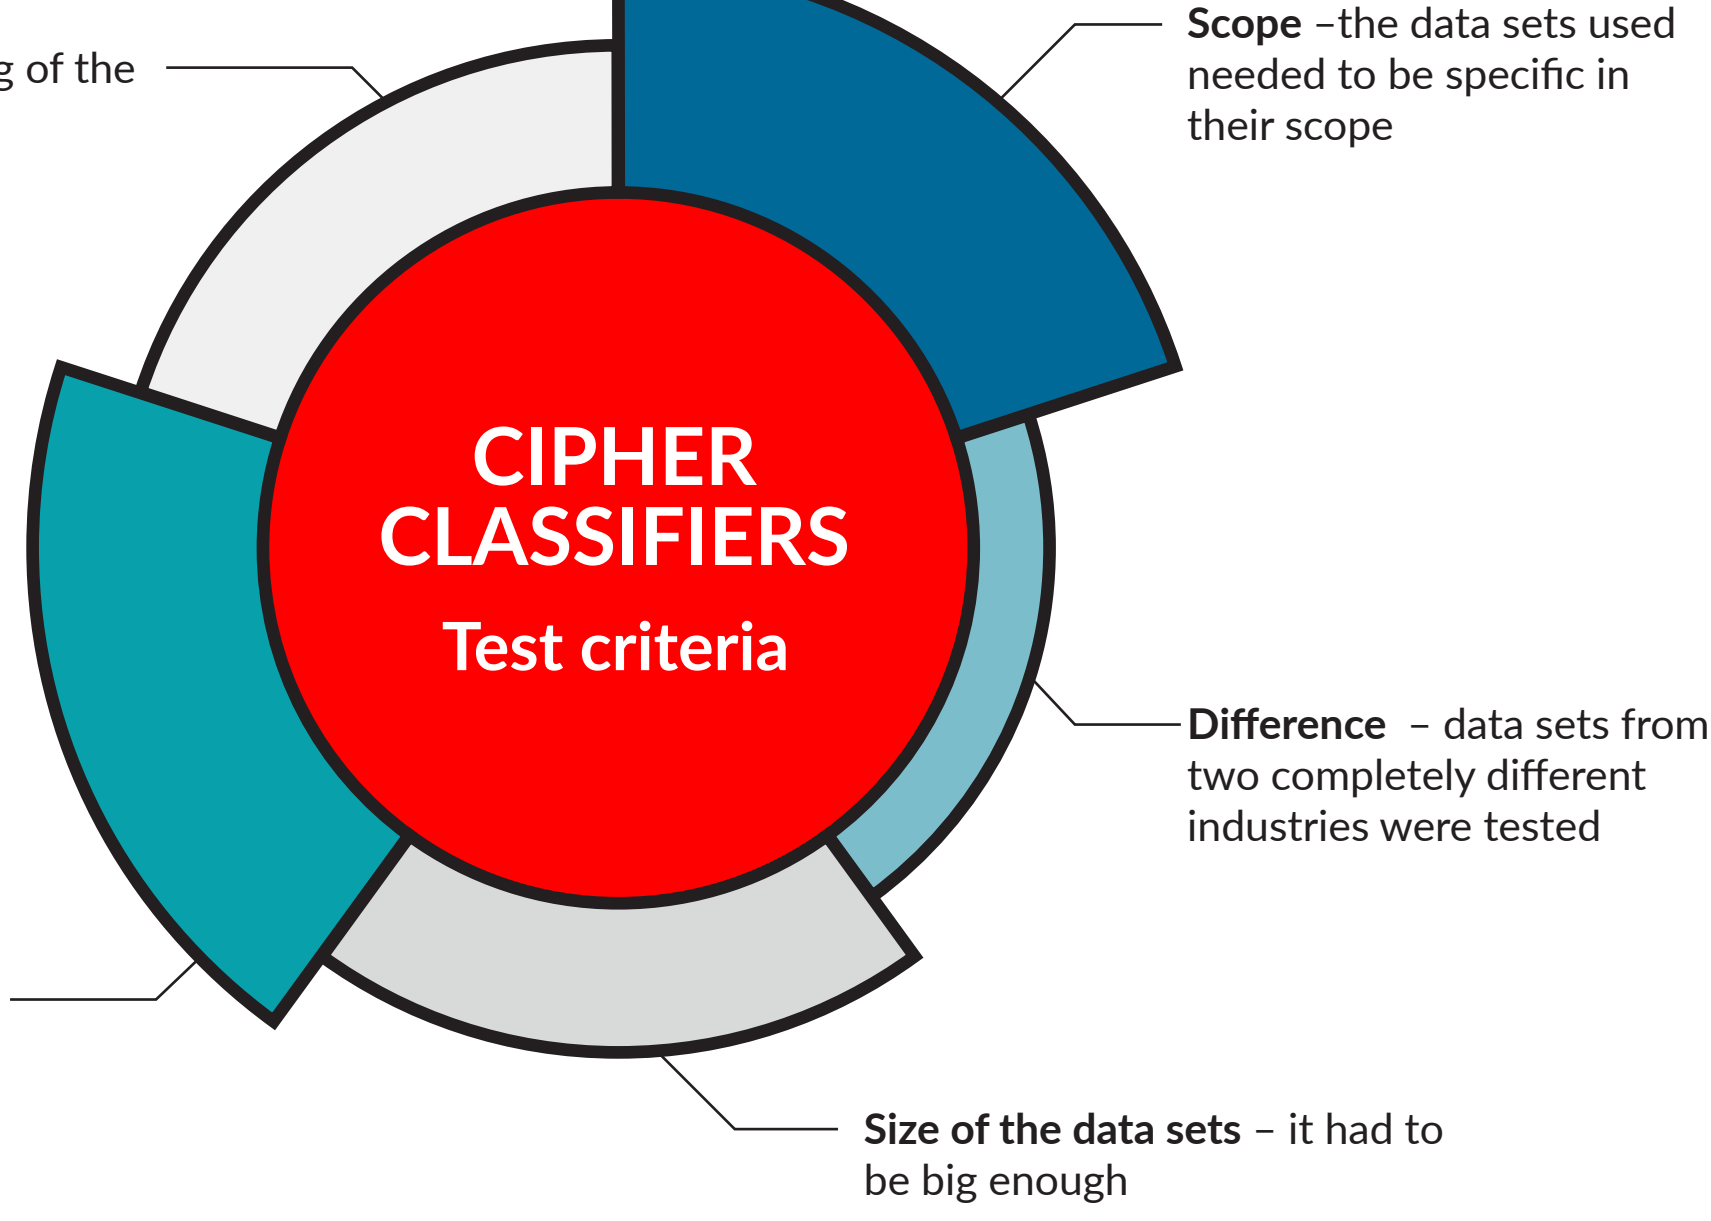 g of the
Scope –the data sets used
needed to be specific in
their scope
CIPHER
CLASSIFIERS
Test criteria
Difference – data sets from
two completely different
industries were tested
Size of the data sets – it had to
be big enough